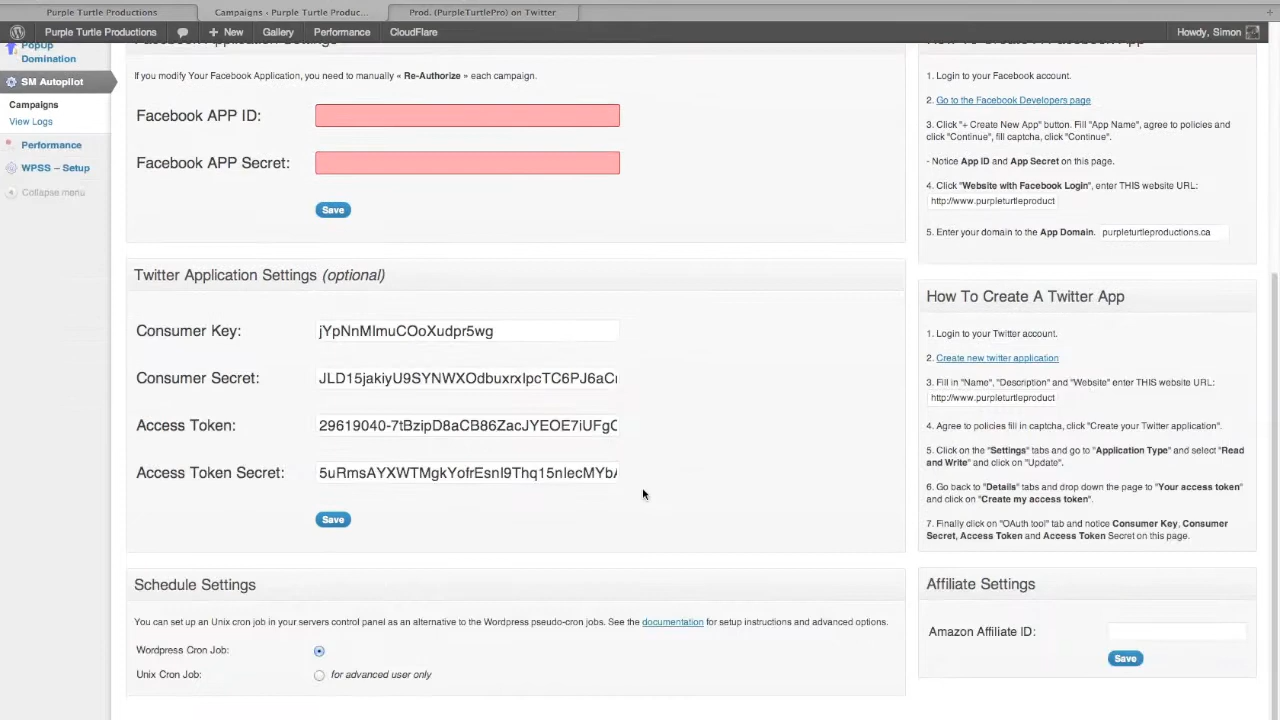 Purple Turtle Productions
Campaigns ‹ Purple Turtle Produc...
Prod. (PurpleTurtlePro) on Twitter
Purple Turtle Productions
+ New
Gallery
Performance
CloudFlare
Howdy, Simon
PopUp
Domination
SM Autopilot
Campaigns
View Logs
Performance
WPSS – Setup
Collapse menu
Facebook Application Settings
If you modify Your Facebook Application, you need to manually « Re-Authorize » each campaign.
Facebook APP ID:
Facebook APP Secret:
Save
Twitter Application Settings (optional)
Consumer Key:
jYpNnMImuCOoXudpr5wg
Consumer Secret:
JLD15jakiyU9SYNWXOdbuxrxIpcTC6PJ6aC
Access Token:
29619040-7tBzipD8aCB86ZacJYEOE7iUFg
Access Token Secret:
5uRmsAYXWTMgkYofrEsnI9Thq15nIecMYb
Save
Schedule Settings
You can set up an Unix cron job in your servers control panel as an alternative to the Wordpress pseudo-cron jobs. See the documentation for setup instructions and advanced options.
Wordpress Cron Job:
Unix Cron Job:
for advanced user only
How To Create A Facebook App
1. Login to your Facebook account.
2. Go to the Facebook Developers page
3. Click "+ Create New App" button. Fill "App Name", agree to policies and
click "Continue", fill captcha, click "Continue".
- Notice App ID and App Secret on this page.
4. Click "Website with Facebook Login", enter THIS website URL:
http://www.purpleturtleproduct
5. Enter your domain to the App Domain. purpleturtleproductions.ca
How To Create A Twitter App
1. Login to your Twitter account.
2. Create new twitter application
3. Fill in "Name", "Description" and "Website" enter THIS website URL:
http://www.purpleturtleproduct
4. Agree to policies fill in captcha, click "Create your Twitter application".
5. Click on the "Settings" tabs and go to "Application Type" and select "Read
and Write" and click on "Update".
6. Go back to "Details" tabs and drop down the page to "Your access token"
and click on "Create my access token".
7. Finally click on "OAuth tool" tab and notice Consumer Key, Consumer
Secret, Access Token and Access Token Secret on this page.
Affiliate Settings
Amazon Affiliate ID:
Save